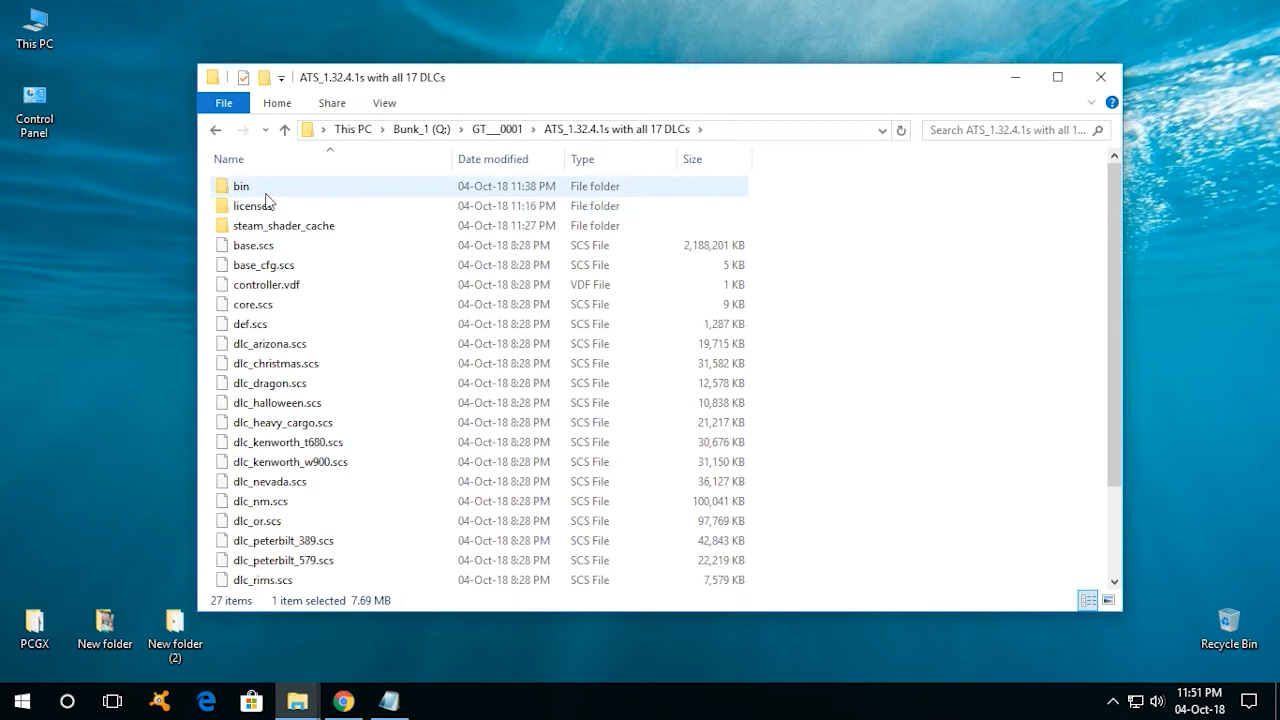 This PC
Control
Panel
ATS_1.32.4.1s with all 17 DLCs
File Home Share View
This PC Bunk_1 (Q:) GT___0001 ATS_1.32.4.1s with all 17 DLCs
Search ATS_1.32.4.1s with all 1...
Name Date modified Type Size
bin 04-Oct-18 11:38 PM File folder
licenses 04-Oct-18 11:16 PM File folder
steam_shader_cache 04-Oct-18 11:27 PM File folder
base.scs 04-Oct-18 8:28 PM SCS File 2,188,201 KB
base_cfg.scs 04-Oct-18 8:28 PM SCS File 5 KB
controller.vdf 04-Oct-18 8:28 PM VDF File 1 KB
core.scs 04-Oct-18 8:28 PM SCS File 9 KB
def.scs 04-Oct-18 8:28 PM SCS File 1,287 KB
dlc_arizona.scs 04-Oct-18 8:28 PM SCS File 19,715 KB
dlc_christmas.scs 04-Oct-18 8:28 PM SCS File 31,582 KB
dlc_dragon.scs 04-Oct-18 8:28 PM SCS File 12,578 KB
dlc_halloween.scs 04-Oct-18 8:28 PM SCS File 10,838 KB
dlc_heavy_cargo.scs 04-Oct-18 8:28 PM SCS File 21,217 KB
dlc_kenworth_t680.scs 04-Oct-18 8:28 PM SCS File 30,676 KB
dlc_kenworth_w900.scs 04-Oct-18 8:28 PM SCS File 31,150 KB
dlc_nevada.scs 04-Oct-18 8:28 PM SCS File 36,127 KB
dlc_nm.scs 04-Oct-18 8:28 PM SCS File 100,041 KB
dlc_or.scs 04-Oct-18 8:28 PM SCS File 97,769 KB
dlc_peterbilt_389.scs 04-Oct-18 8:28 PM SCS File 42,843 KB
dlc_peterbilt_579.scs 04-Oct-18 8:28 PM SCS File 22,219 KB
dlc_rims.scs 04-Oct-18 8:28 PM SCS File 7,579 KB
27 items 1 item selected 7.69 MB
PCGX
New folder
New folder
(2)
Recycle Bin
11:51 PM
04-Oct-18